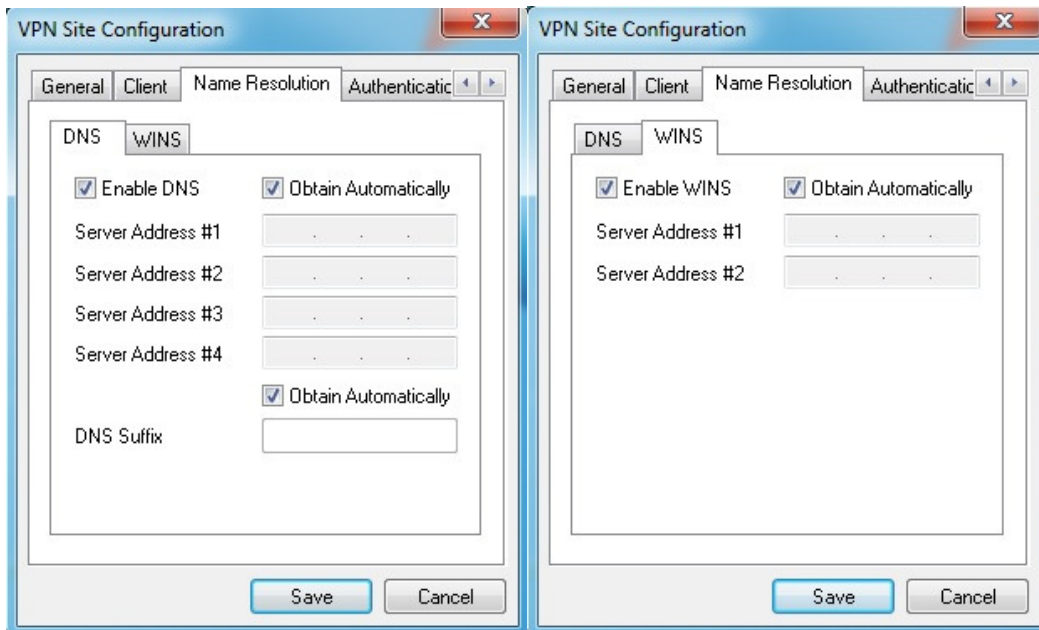 VPN Site Configuration
General Client Name Resolution Authenticatic
DNS WINS
Enable DNS Obtain Automatically
Server Address #1
Server Address #2
Server Address #3
Server Address #4
Obtain Automatically
DNS Suffix
Save Cancel
VPN Site Configuration
General Client Name Resolution Authenticatic
DNS WINS
Enable WINS Obtain Automatically
Server Address #1
Server Address #2
Save Cancel